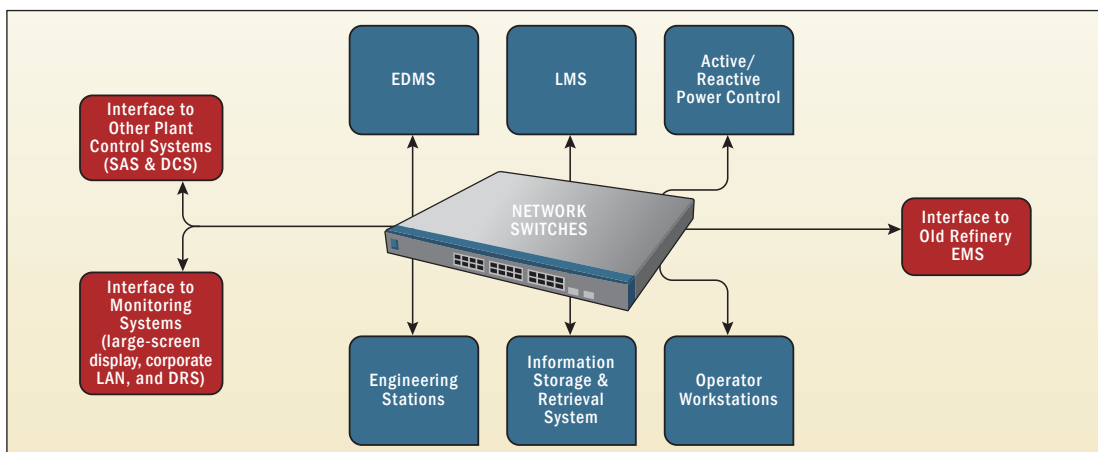 EDMS
LMS
Active/
Reactive
Power Control
Interface to
Other Plant
Control Systems
(SAS & DCS)
NETWORK
SWITCHES
Interface to
Old Refinery
EMS
Interface to
Monitoring
Systems
(large-screen
display, corporate
LAN, and DRS)
Engineering
Stations
Information
Storage &
Retrieval
System
Operator
Workstations